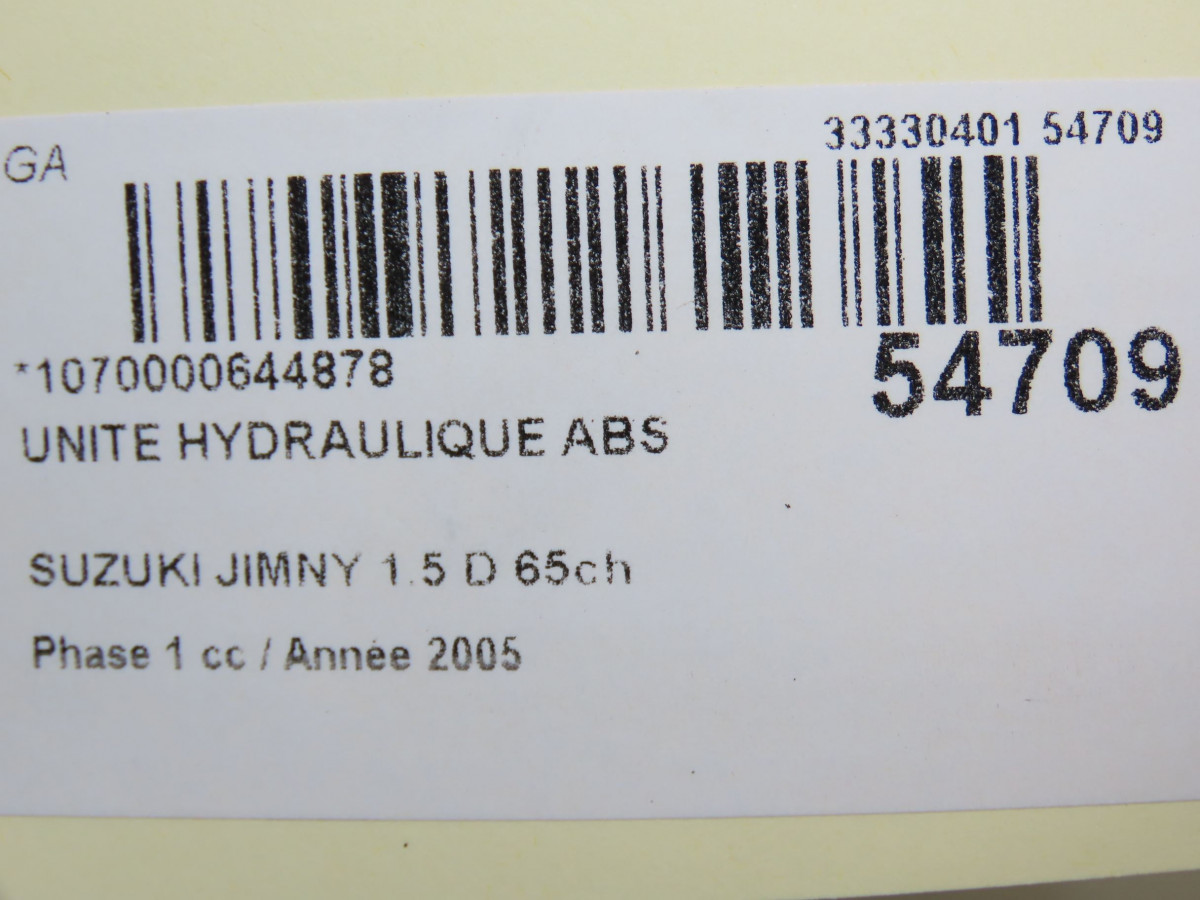 33330401 54709
GA
*1070000644878
54709
UNITE HYDRAULIQUE ABS
SUZUKI JIMNY 1.5 D 65ch
Phase 1 cc / Année 2005